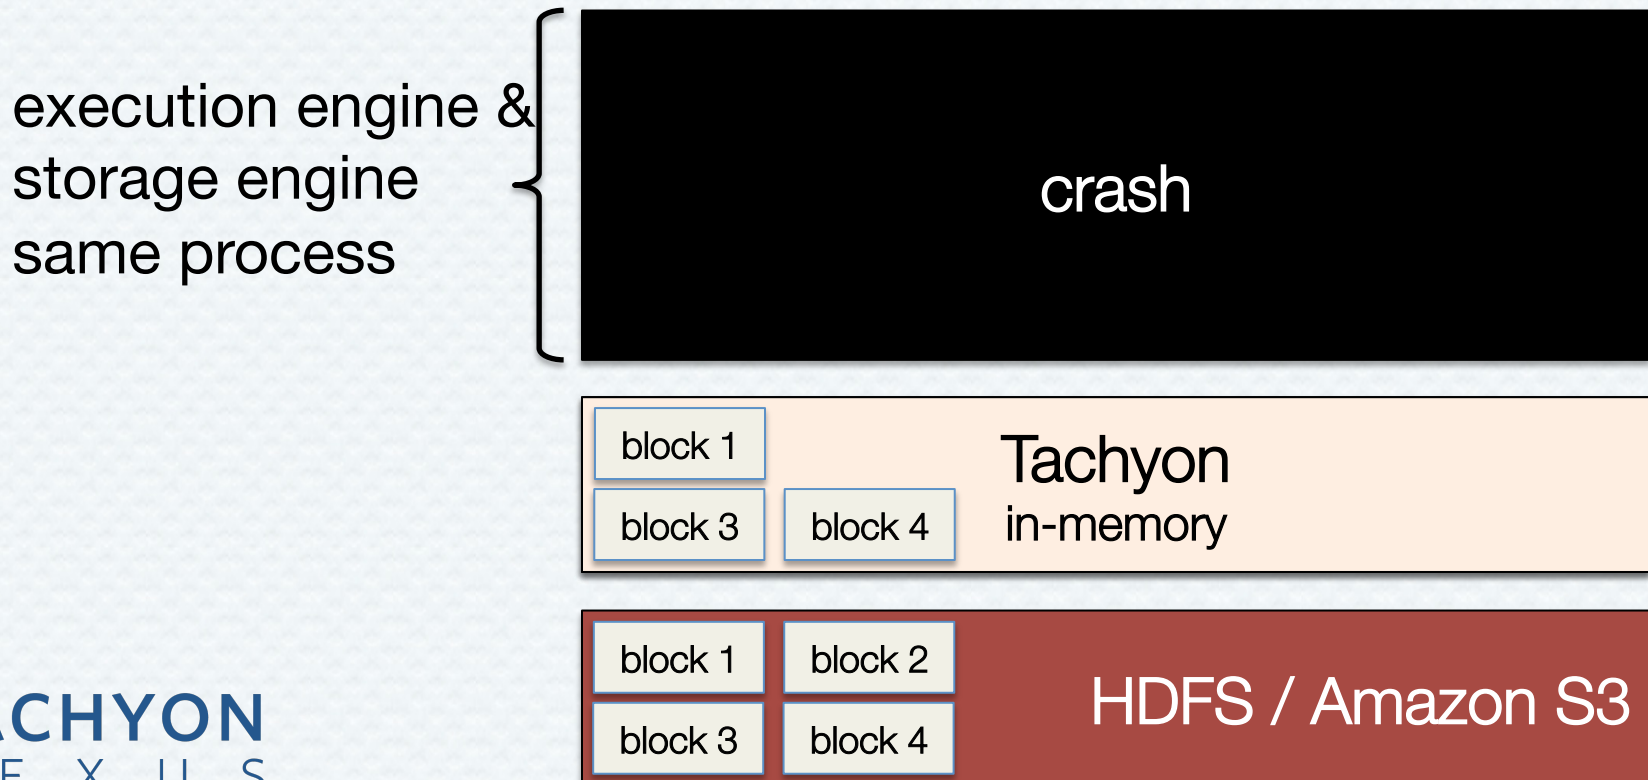 execution engine &
storage engine
same process
crash
block 1
Tachyon
block 3
block 4
in-memory
block 1
block 2
HDFS / Amazon S3
block 3
block 4
ACHYON
E X U S